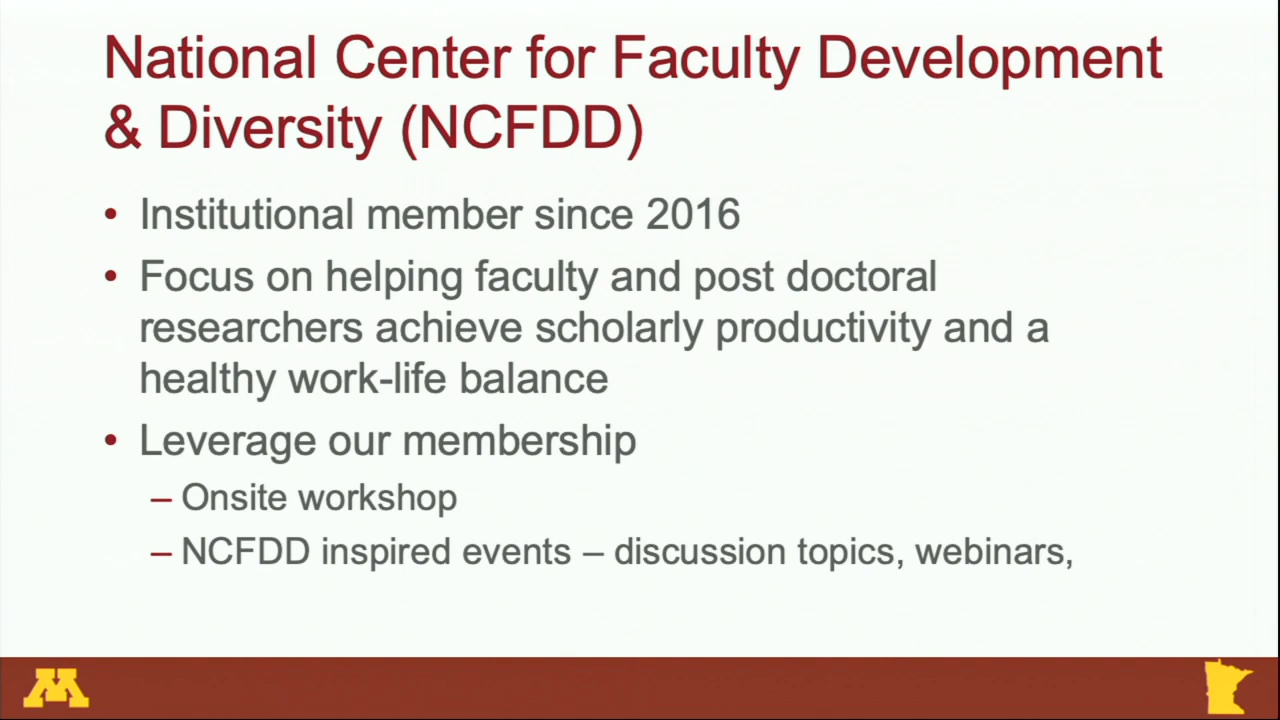 National Center for Faculty Development
& Diversity (NCFDD)
• Institutional member since 2016
• Focus on helping faculty and post doctoral
researchers achieve scholarly productivity and a
healthy work-life balance
• Leverage our membership
– Onsite workshop
– NCFDD inspired events – discussion topics, webinars,
M